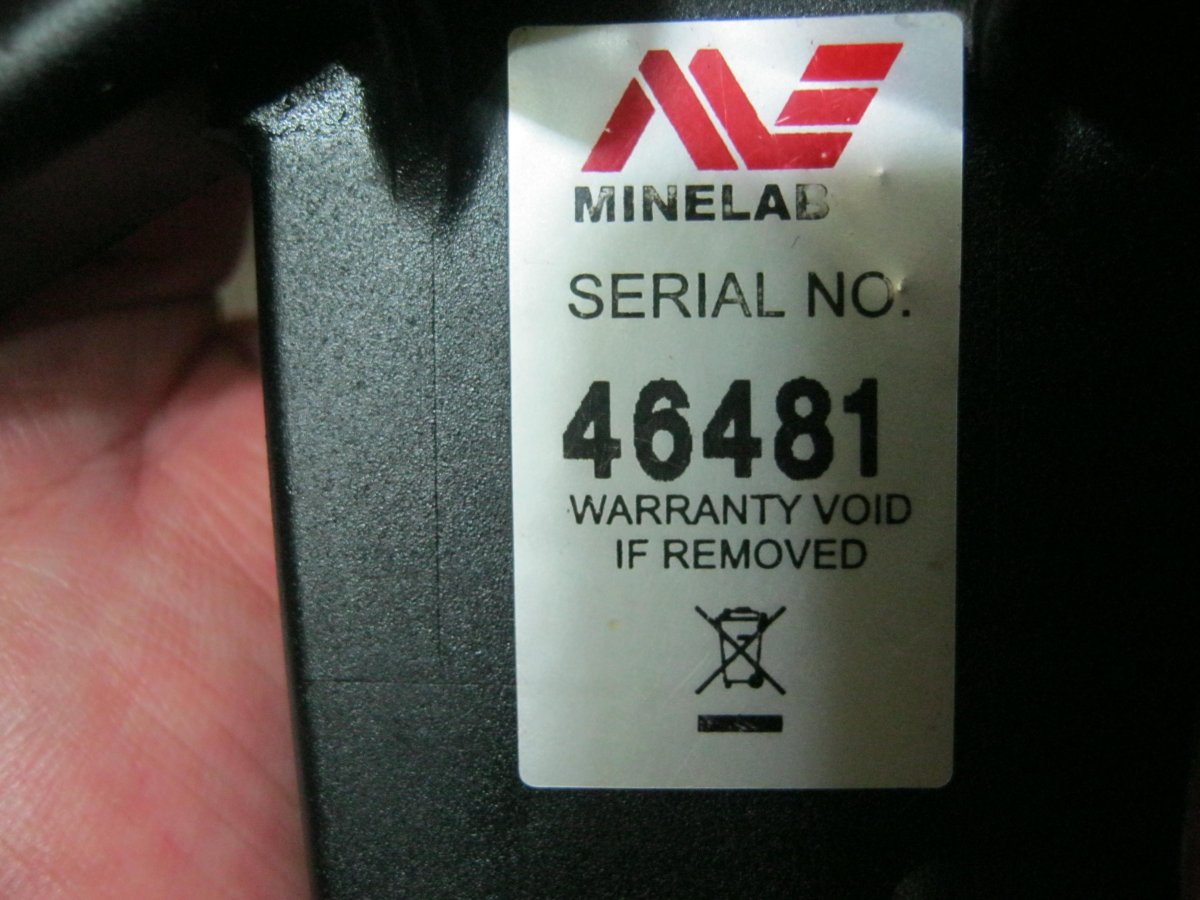 MINELAB
SERIAL NO.
46481
WARRANTY VOID
IF REMOVED